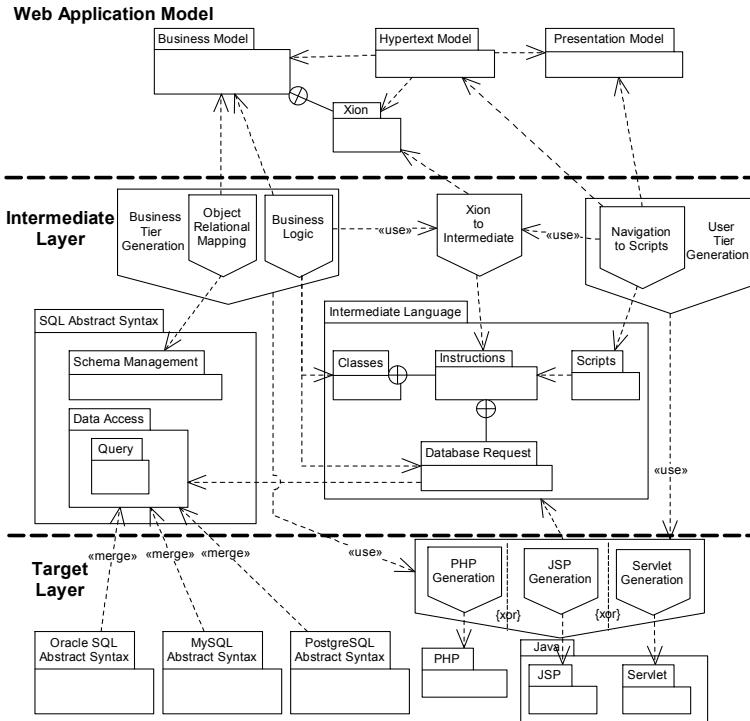 Web Application Model
Business Model
Hypertext Model
Presentation Model
Xion
Intermediate
Layer
Business
Tier
Generation
Object
Relational
Mapping
Business
Logic
«use»
Xion
to
Intermediate
«use»
Navigation
to Scripts
User
Tier
Generation
SQL Abstract Syntax
Schema Management
Data Access
Query
Intermediate Language
Classes
Instructions
Scripts
Database Request
«use»
«merge»
«merge»
«merge»
«use»
Target
Layer
PHP
Generation
JSP
Generation
Servlet
Generation
{xor}
{xor}
Oracle SQL
Abstract Syntax
MySQL
Abstract Syntax
PostgreSQL
Abstract Syntax
PHP
Java
JSP
Servlet